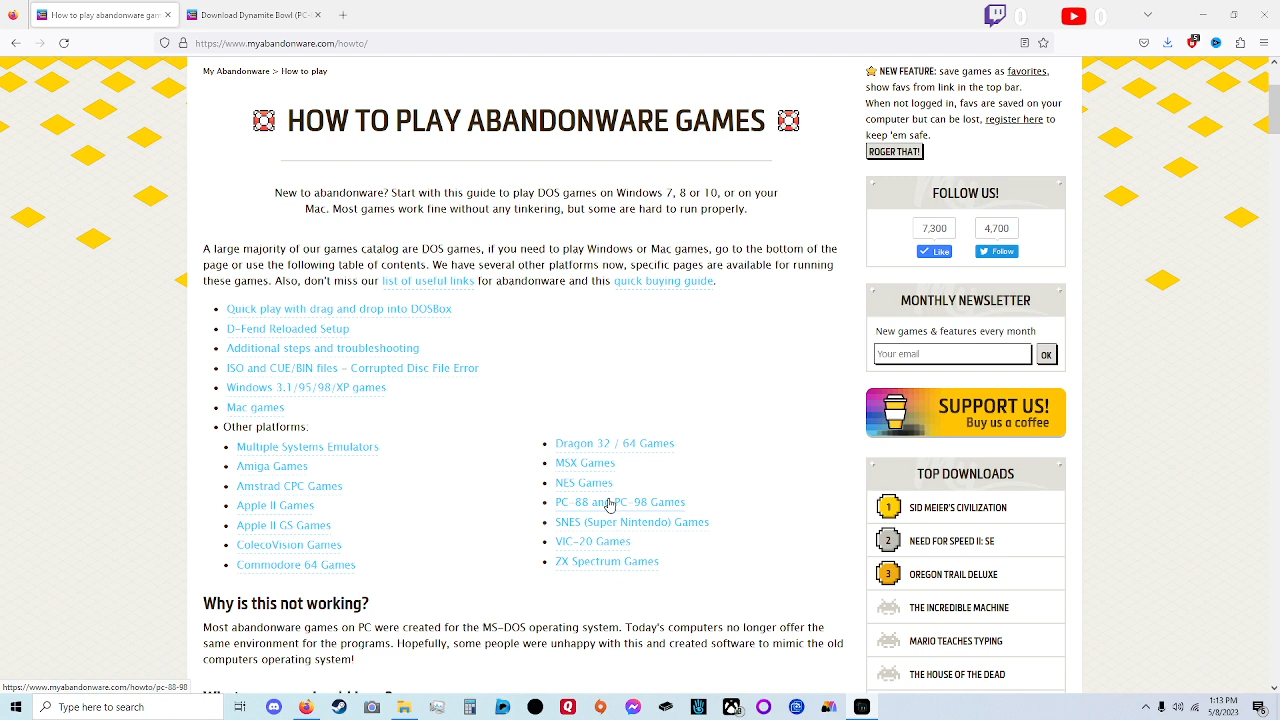 How to play abandonware gam
Download Dynamite Bowl (PC-
0
0
https://www.myabandonware.com/howto/
My Abandonware > How to play
HOW TO PLAY ABANDONWARE GAMES
New to abandonware? Start with this guide to play DOS games on Windows 7, 8 or 10, or on your
Mac. Most games work fine without any tinkering, but some are hard to run properly.
A large majority of our games catalog are DOS games, if you need to play Windows or Mac games, go to the bottom of the
page or use the following table of contents. We have several other platforms now, specific pages are available for running
these games. Also, don't miss our list of useful links for abandonware and this quick buying guide.
• Quick play with drag and drop into DOSBox
• D-Fend Reloaded Setup
• Additional steps and troubleshooting
• ISO and CUE/BIN files - Corrupted Disc File Error
• Windows 3.1/95/98/XP games
• Mac games
• Other platforms:
• Multiple Systems Emulators
• Amiga Games
• Amstrad CPC Games
• Apple II Games
• Apple II GS Games
• ColecoVision Games
• Commodore 64 Games
• Dragon 32 / 64 Games
• MSX Games
• NES Games
• PC-88 and PC-98 Games
• SNES (Super Nintendo) Games
• VIC-20 Games
• ZX Spectrum Games
Why is this not working?
Most abandonware games on PC were created for the MS-DOS operating system. Today's computers no longer offer the
same environment for the programs. Hopefully, some people were unhappy with this and created software to mimic the old
computers operating system!
NEW FEATURE: save games as favorites,
show favs from link in the top bar.
When not logged in, favs are saved on your
computer but can be lost, register here to
keep 'em safe.
ROGER THAT!
FOLLOW US!
7,300
4,700
Like
Follow
MONTHLY NEWSLETTER
New games & features every month
Your email
OK
SUPPORT US!
Buy us a coffee
TOP DOWNLOADS
1 SID MEIER'S CIVILIZATION
2 NEED FOR SPEED II: SE
3 OREGON TRAIL DELUXE
THE INCREDIBLE MACHINE
MARIO TEACHES TYPING
THE HOUSE OF THE DEAD
https://www.myabandonware.com/howto/pc-88-98
Type here to search
1:13 PM
5/8/2023